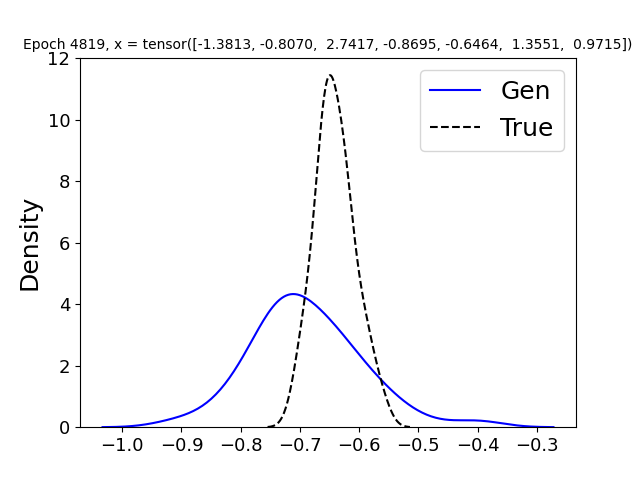 Epoch 4819, x = tensor([-1.3813, -0.8070,  2.7417, -0.8695, -0.6464,  1.3551,  0.9715])
12
10
8
6
4
2
0
Density
Gen
True
−1.0 −0.9 −0.8 −0.7 −0.6 −0.5 −0.4 −0.3